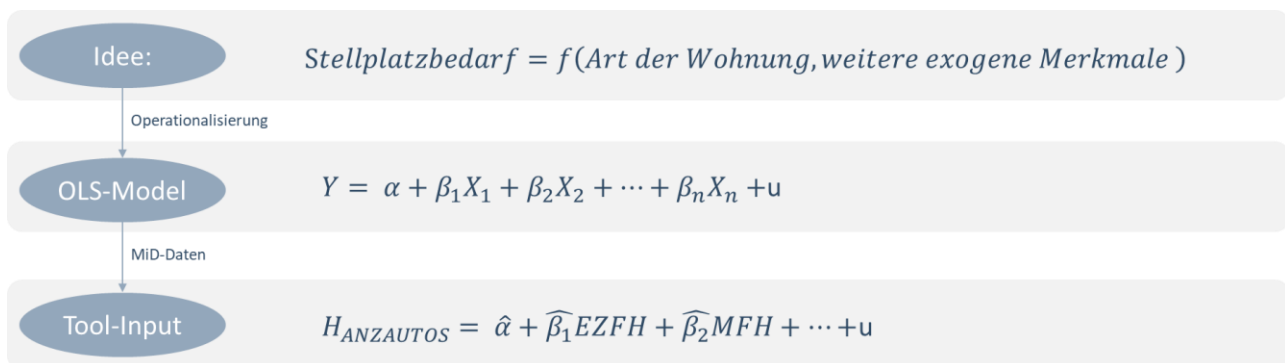 Idee: Stellplatzbedarf = f(Art der Wohnung, weitere exogene Merkmale )
Operationalisierung
OLS-Model Y = α + β₁X₁ + β₂X₂ + ⋯ + βₙXₙ +u
MiD-Daten
Tool-Input H_ANZAUTOS = α̂ + β̂₁EZFH + β̂₂MFH + ⋯ +u